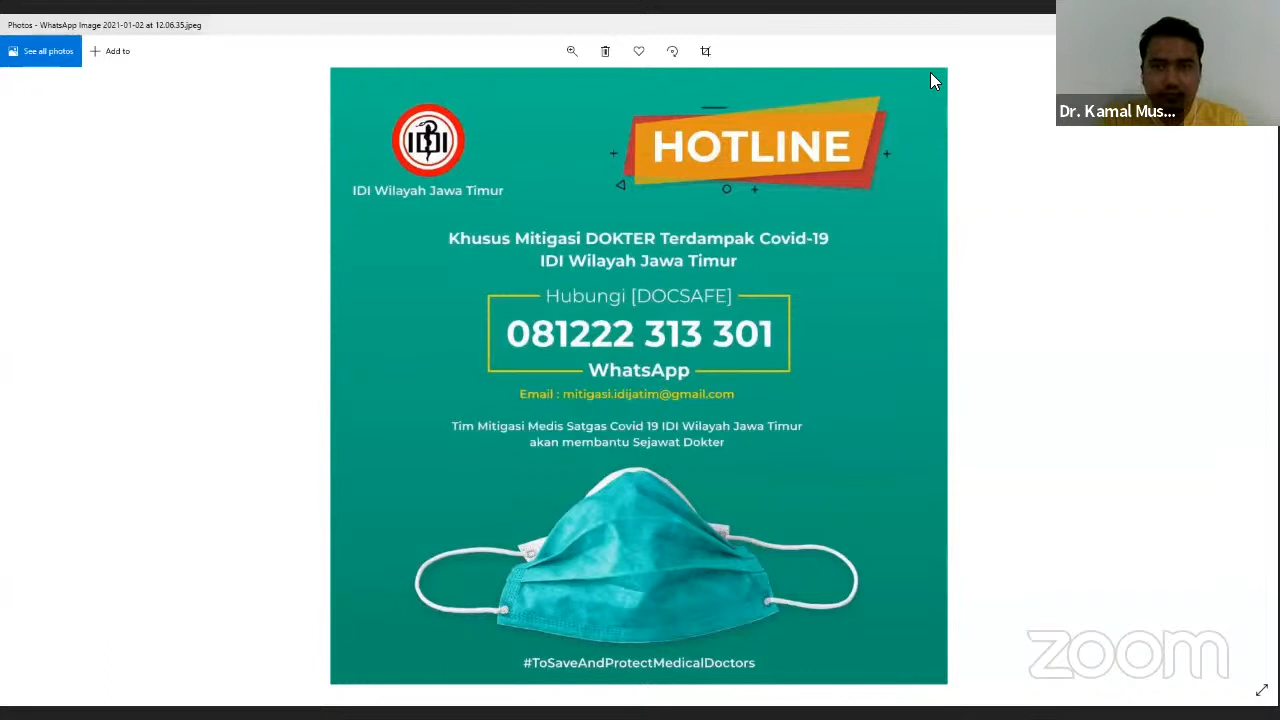 Photos - WhatsApp Image 2021-01-02 at 12.06.35.jpeg
See all photos
Add to
Dr. Kamal Mus...
IDI
IDI Wilayah Jawa Timur
HOTLINE
Khusus Mitigasi DOKTER Terdampak Covid-19
IDI Wilayah Jawa Timur
Hubungi [DOCSAFE]
081222 313 301
WhatsApp
Email : mitigasi.idijatim@gmail.com
Tim Mitigasi Medis Satgas Covid 19 IDI Wilayah Jawa Timur
akan membantu Sejawat Dokter
#ToSaveAndProtectMedicalDoctors
zoom